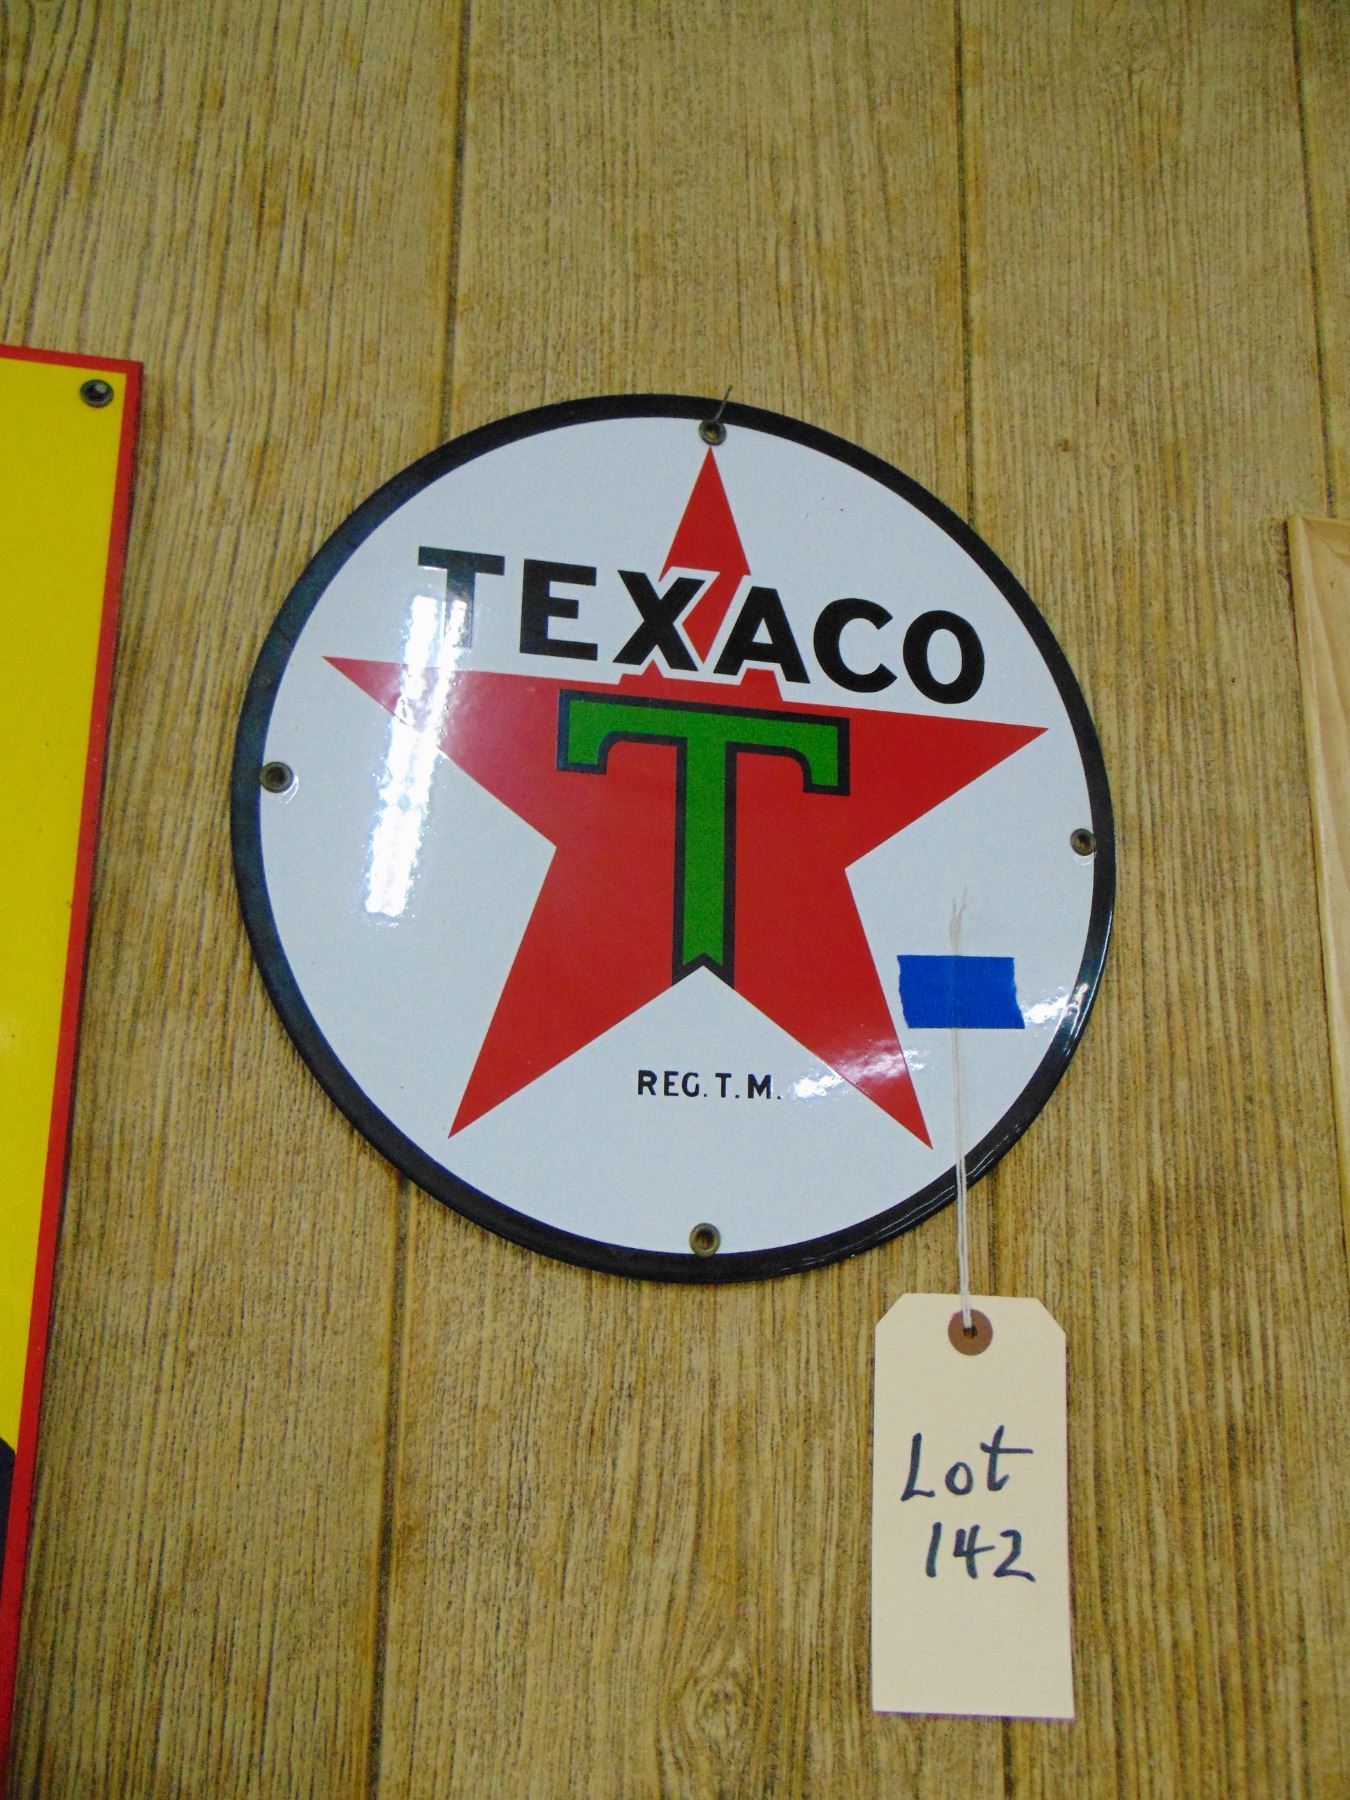 TEXACO
T
REG. T.M.
Lot
142